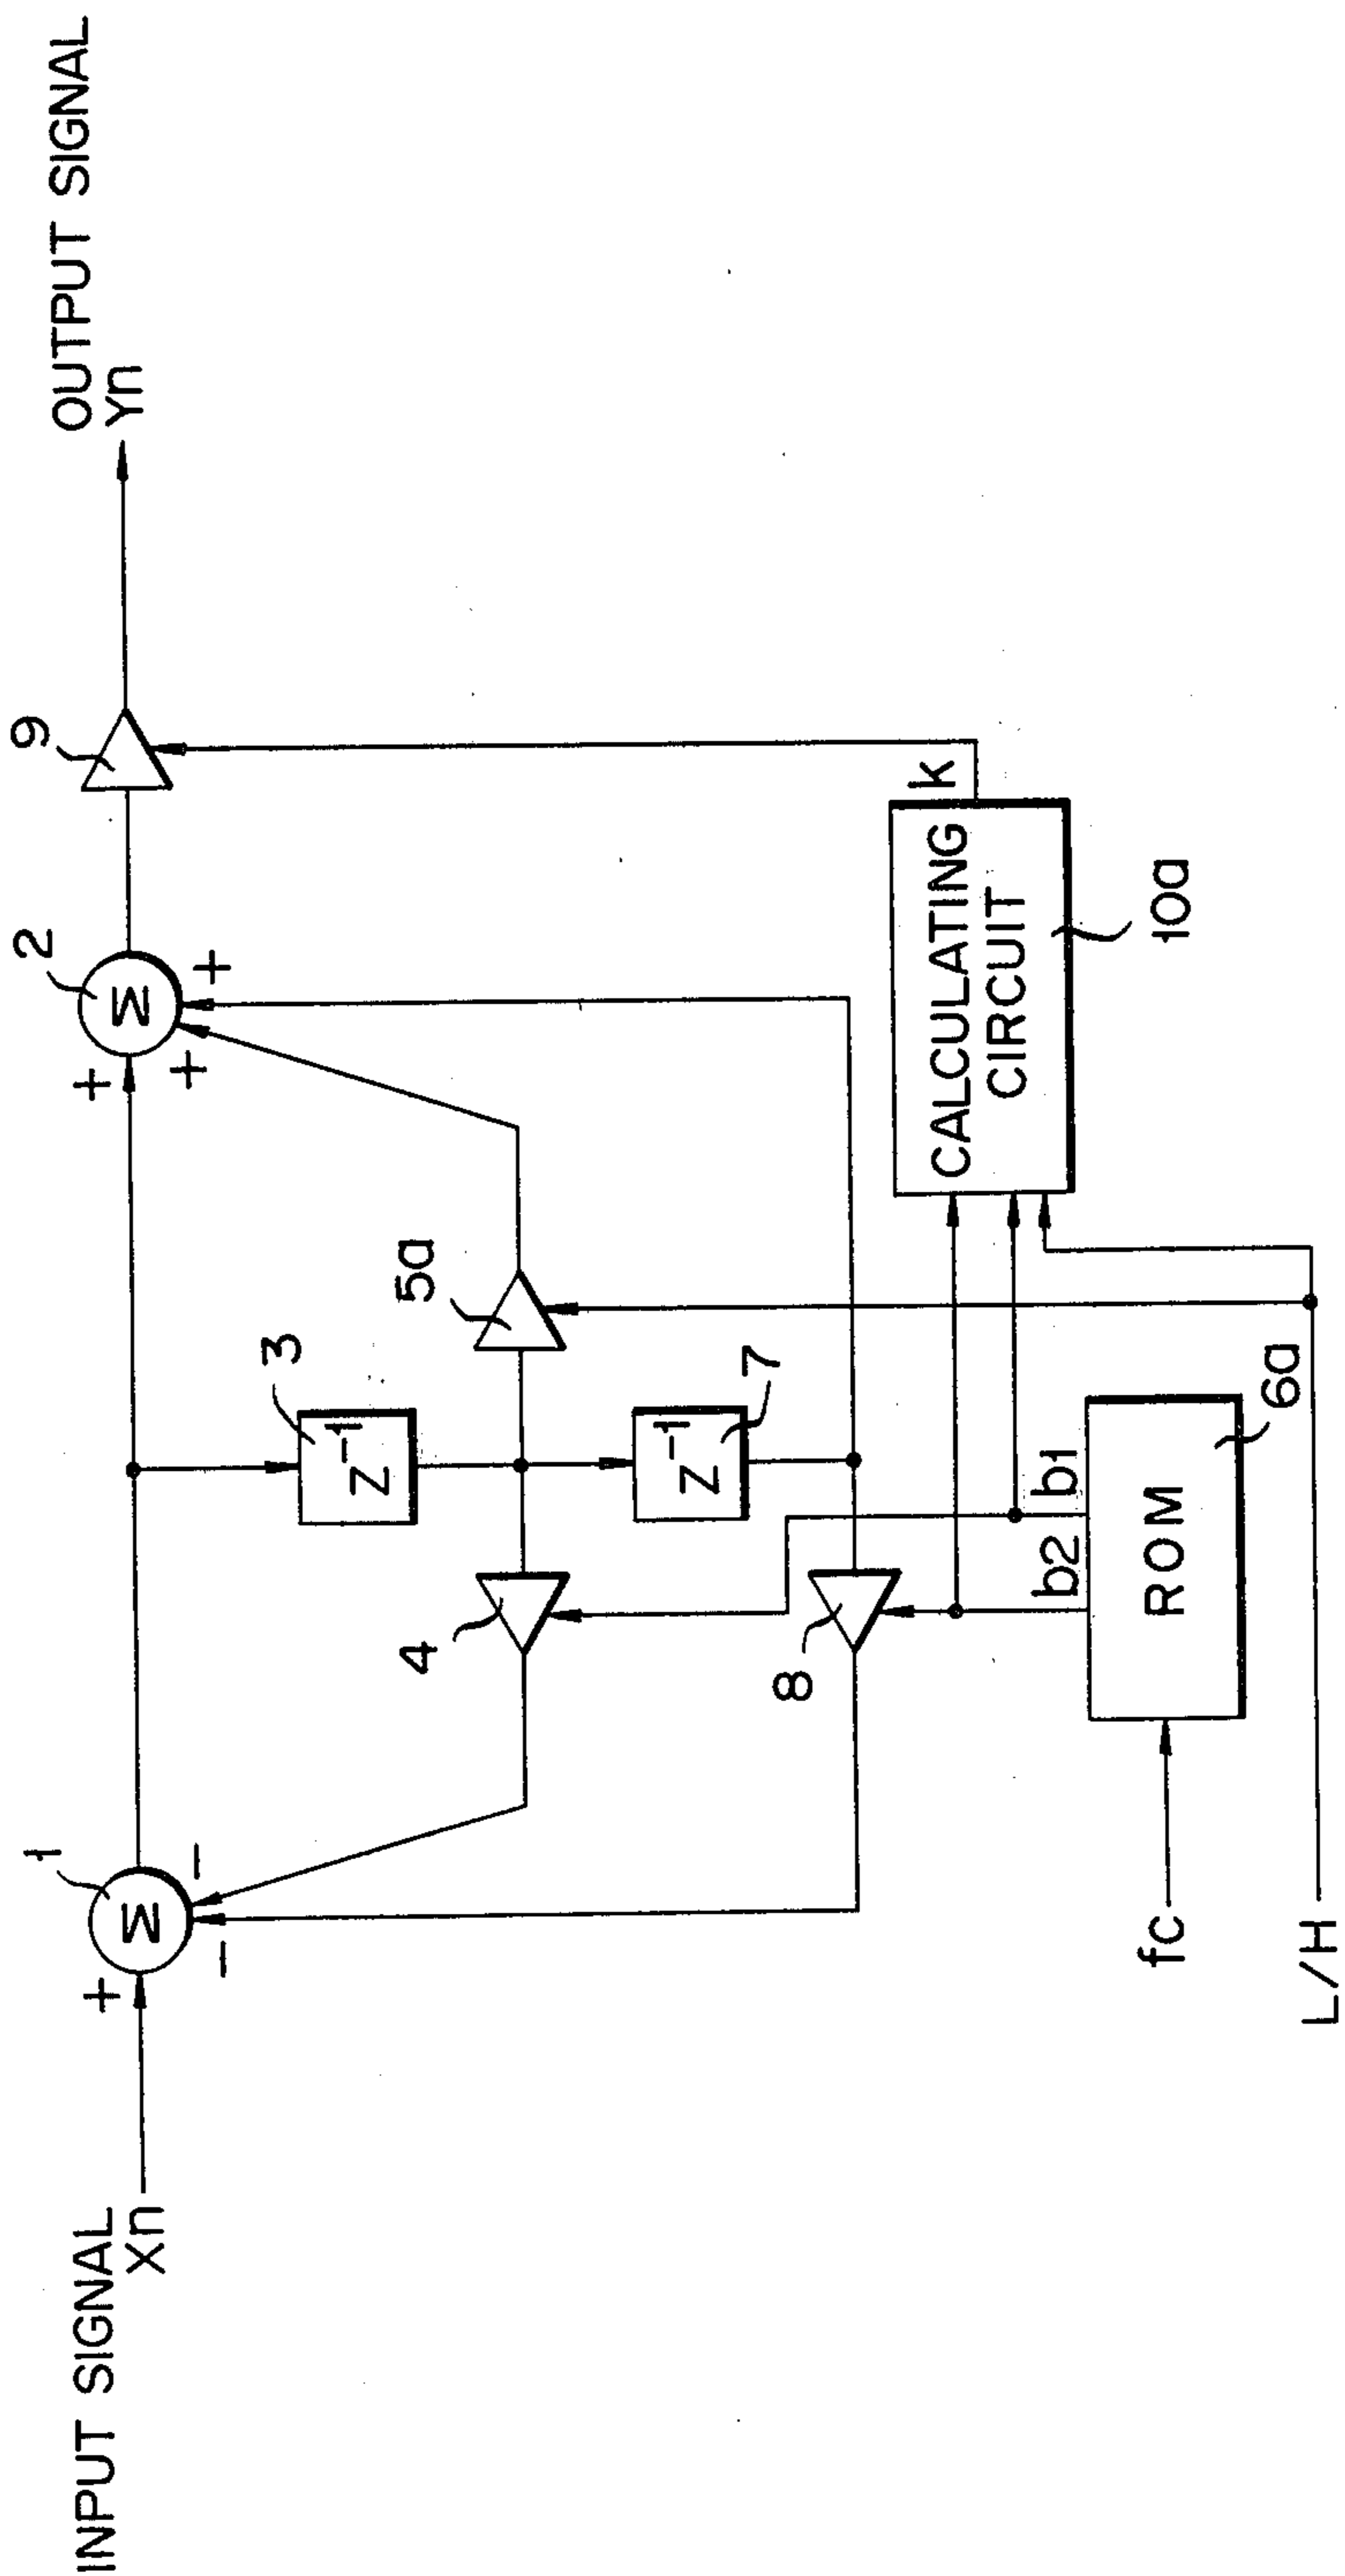 INPUT SIGNAL
Xn
+
1
Σ
-
-
+
2
Σ
+
+
9
OUTPUT SIGNAL
Yn
3
Z⁻¹
4
5a
7
Z⁻¹
8
b2
b1
k
CALCULATING
CIRCUIT
10a
fc
ROM
6a
L/H